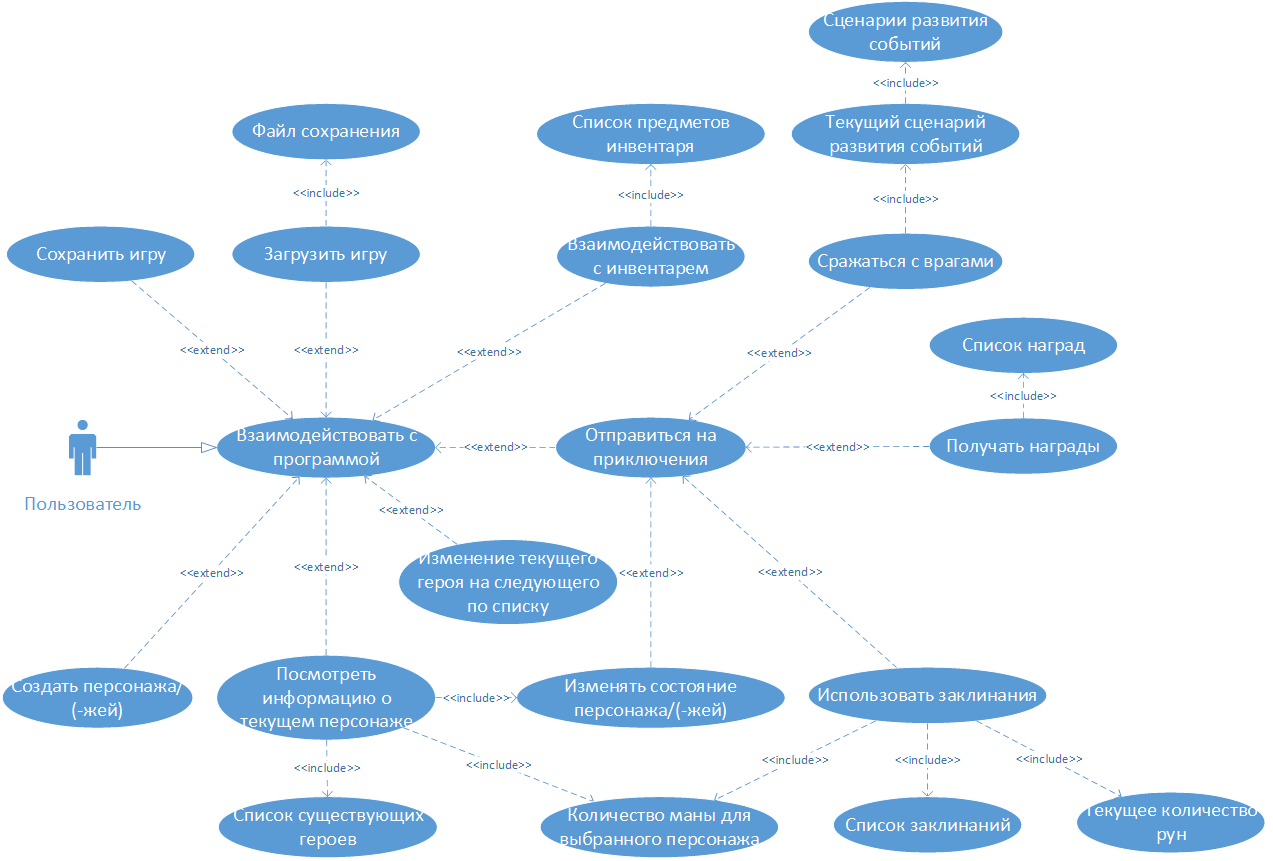 Сценарии развития
событий
<<include>>
Файл сохранения
Список предметов
инвентаря
Текущий сценарий
развития событий
<<include>>
<<include>>
<<include>>
Сохранить игру
Загрузить игру
Взаимодействовать
с инвентарем
Сражаться с врагами
<<extend>>
<<extend>>
<<extend>>
<<extend>>
Список наград
<<include>>
Взаимодействовать с
программой
<<extend>>
Отправиться на
приключения
<<extend>>
Получать награды
Пользователь
<<extend>>
<<extend>>
<<extend>>
Изменение текущего
героя на следующего
по списку
<<extend>>
<<extend>>
Создать персонажа/
(-жей)
Посмотреть
информацию о
текущем персонаже
<<include>>
Изменять состояние
персонажа/(-жей)
Использовать заклинания
<<include>>
<<include>>
<<include>>
<<include>>
<<include>>
Список существующих
героев
Количество маны для
выбранного персонажа
Список заклинаний
Текущее количество
рун